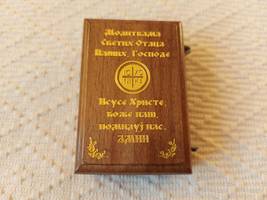 Молитвама
Светих Отаца
Наших, Господе
Исусе Христе,
Боже наш,
помилуј нас.
АМИН